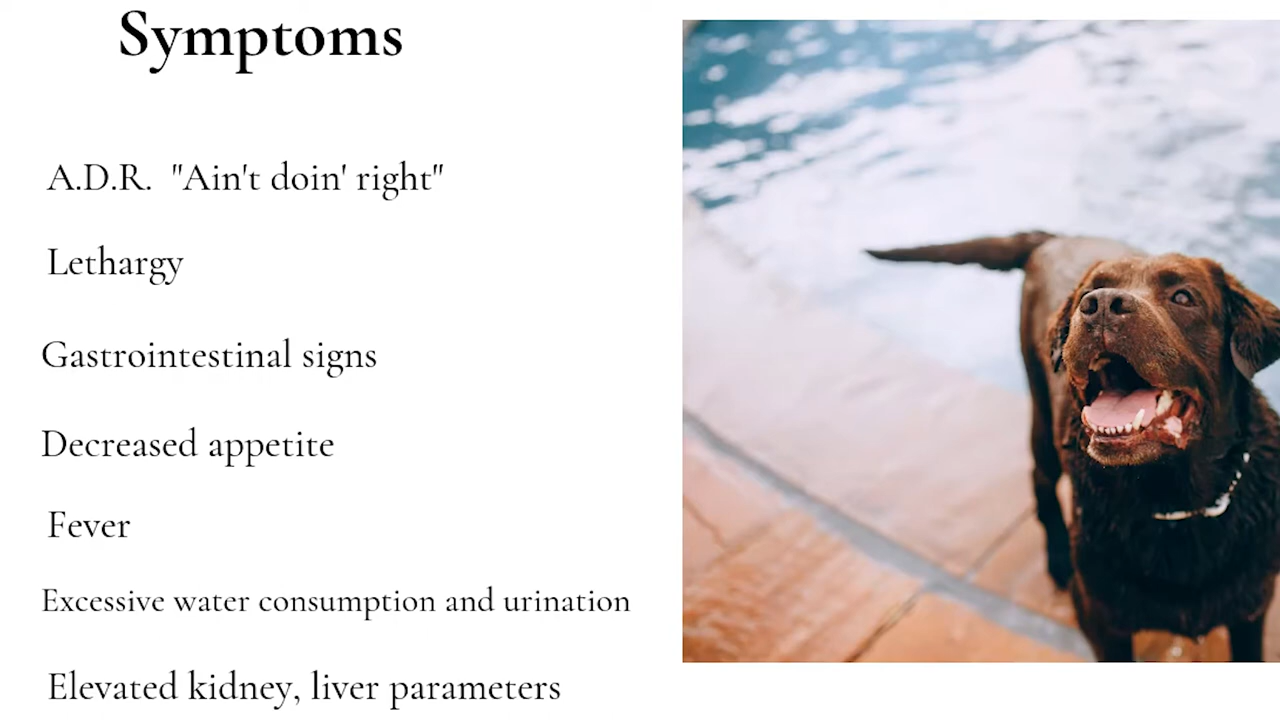 Symptoms
A.D.R. "Ain't doin' right"
Lethargy
Gastrointestinal signs
Decreased appetite
Fever
Excessive water consumption and urination
Elevated kidney, liver parameters